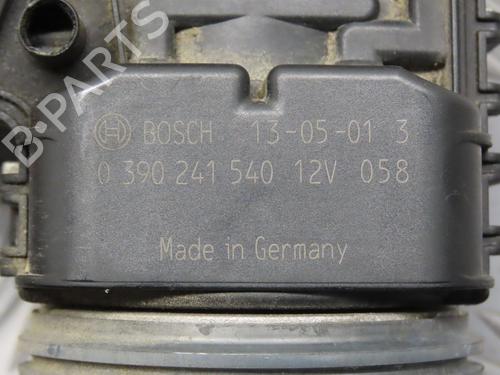 B-PARTS
BOSCH 13-05-01 3
0 390 241 540 12V 058
Made in Germany